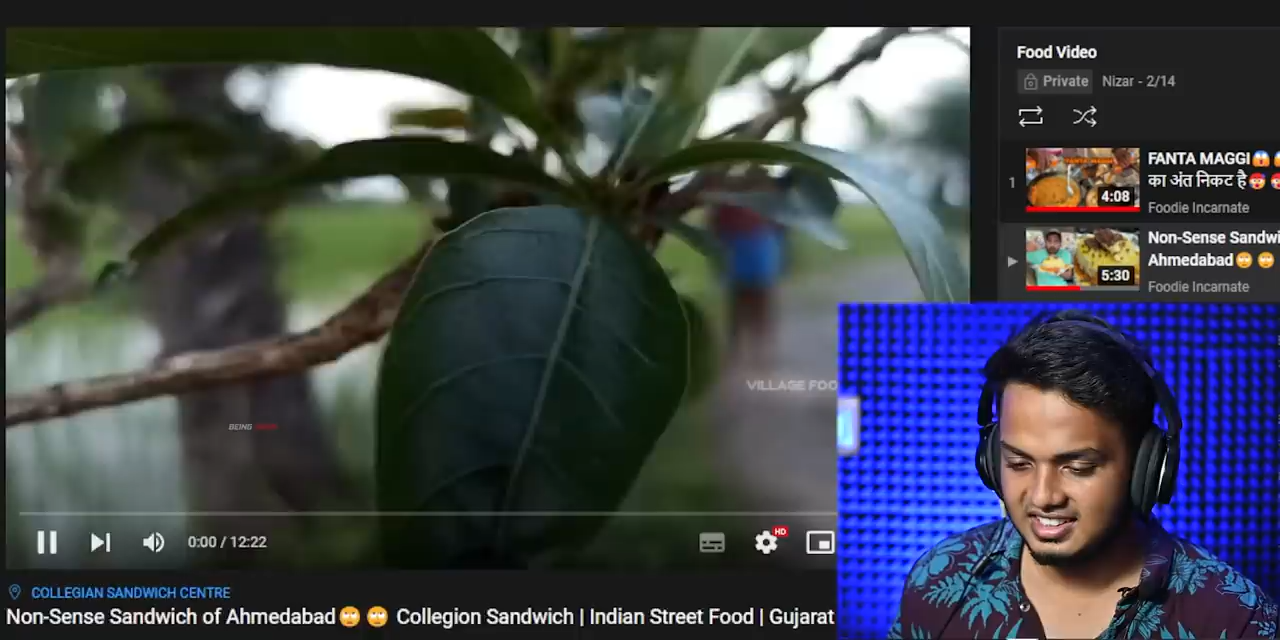 Food Video
Private Nizar - 2/14
1
FANTA MAGGI
का अंत निकट है
4:08
Foodie Incarnate
Non-Sense Sandwi
Ahmedabad
5:30
Foodie Incarnate
VILLAGE FOO
BEING
0:00 / 12:22
HD
COLLEGIAN SANDWICH CENTRE
Non-Sense Sandwich of Ahmedabad🙄 🙄 Collegion Sandwich | Indian Street Food | Gujarat